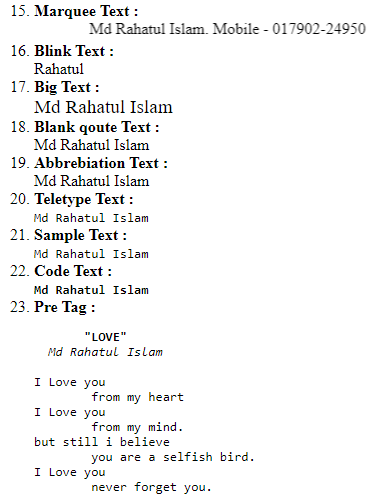 15. Marquee Text :
Md Rahatul Islam. Mobile - 017902-24950
16. Blink Text :
Rahatul
17. Big Text :
Md Rahatul Islam
18. Blank qoute Text :
Md Rahatul Islam
19. Abbrebiation Text :
Md Rahatul Islam
20. Teletype Text :
Md Rahatul Islam
21. Sample Text :
Md Rahatul Islam
22. Code Text :
Md Rahatul Islam
23. Pre Tag :
"LOVE"
Md Rahatul Islam
I Love you
from my heart
I Love you
from my mind.
but still i believe
you are a selfish bird.
I Love you
never forget you.